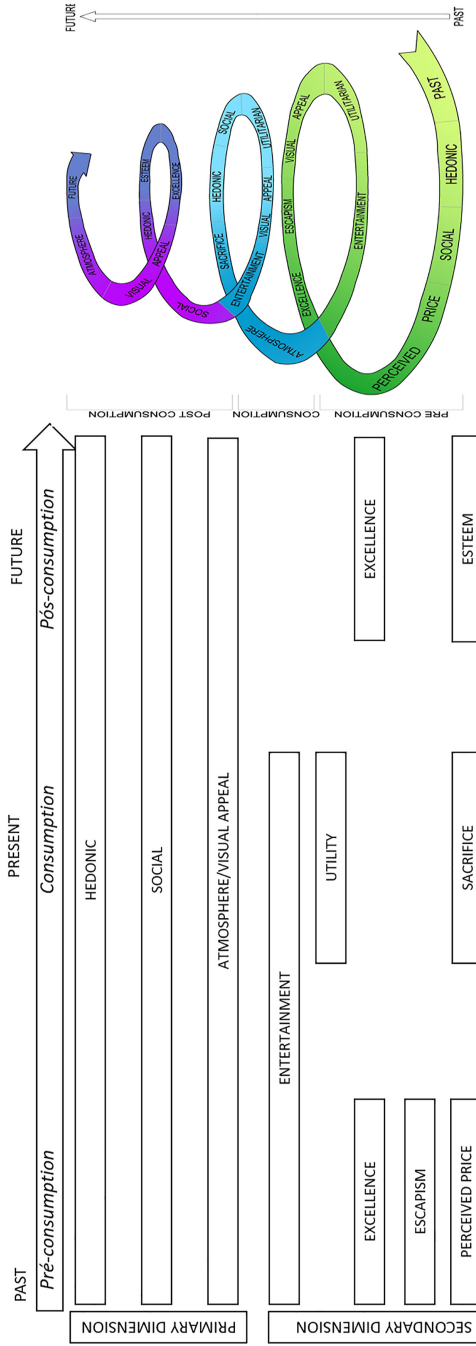 PAST
PRESENT
FUTURE
Pré-consumption
Consumption
Pós-consumption
PRIMARY DIMENSION
HEDONIC
SOCIAL
ATMOSPHERE/VISUAL APPEAL
SECONDARY DIMENSION
ENTERTAINMENT
UTILITY
EXCELLENCE
EXCELLENCE
ESCAPISM
PERCEIVED PRICE
SACRIFICE
ESTEEM
FUTURE
PAST
POST CONSUMPTION
CONSUMPTION
PRE CONSUMPTION
PAST
HEDONIC
SOCIAL
PRICE
PERCEIVED
EXCELLENCE
ESCAPISM
VISUAL
APPEAL
UTILITARIAN
ENTERTAINMENT
ATMOSPHERE
SACRIFICE
HEDONIC
SOCIAL
UTILITARIAN
APPEAL
VISUAL
ENTERTAINMENT
SOCIAL
HEDONIC
ESTEEM
EXCELLENCE
APPEAL
VISUAL
ATMOSPHERE
FUTURE